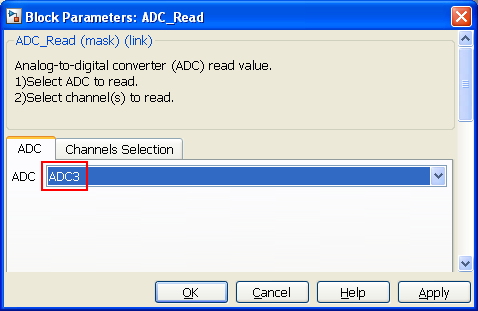 Block Parameters: ADC_Read
ADC_Read (mask) (link)
Analog-to-digital converter (ADC) read value.
1)Select ADC to read.
2)Select channel(s) to read.
ADC Channels Selection
ADC ADC3
OK Cancel Help Apply